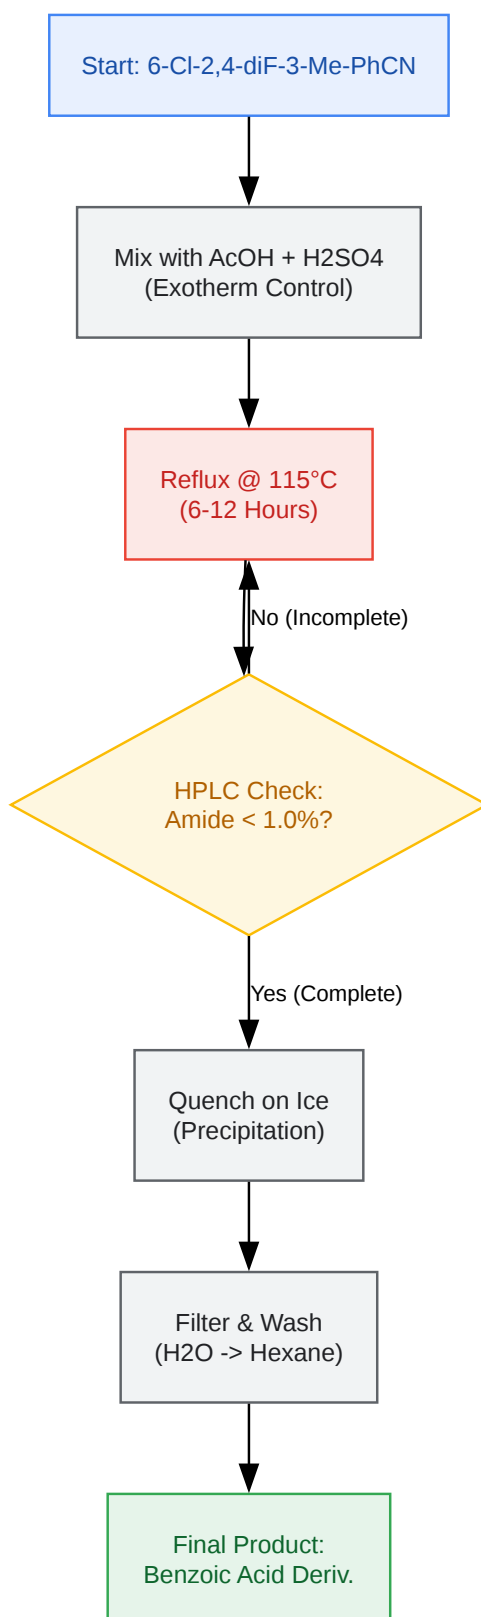 Start: 6-Cl-2,4-diF-3-Me-PhCN
Mix with AcOH + H2SO4
(Exotherm Control)
Reflux @ 115°C
(6-12 Hours)
No (Incomplete)
HPLC Check:
Amide < 1.0%?
Yes (Complete)
Quench on Ice
(Precipitation)
Filter & Wash
(H2O -> Hexane)
Final Product:
Benzoic Acid Deriv.